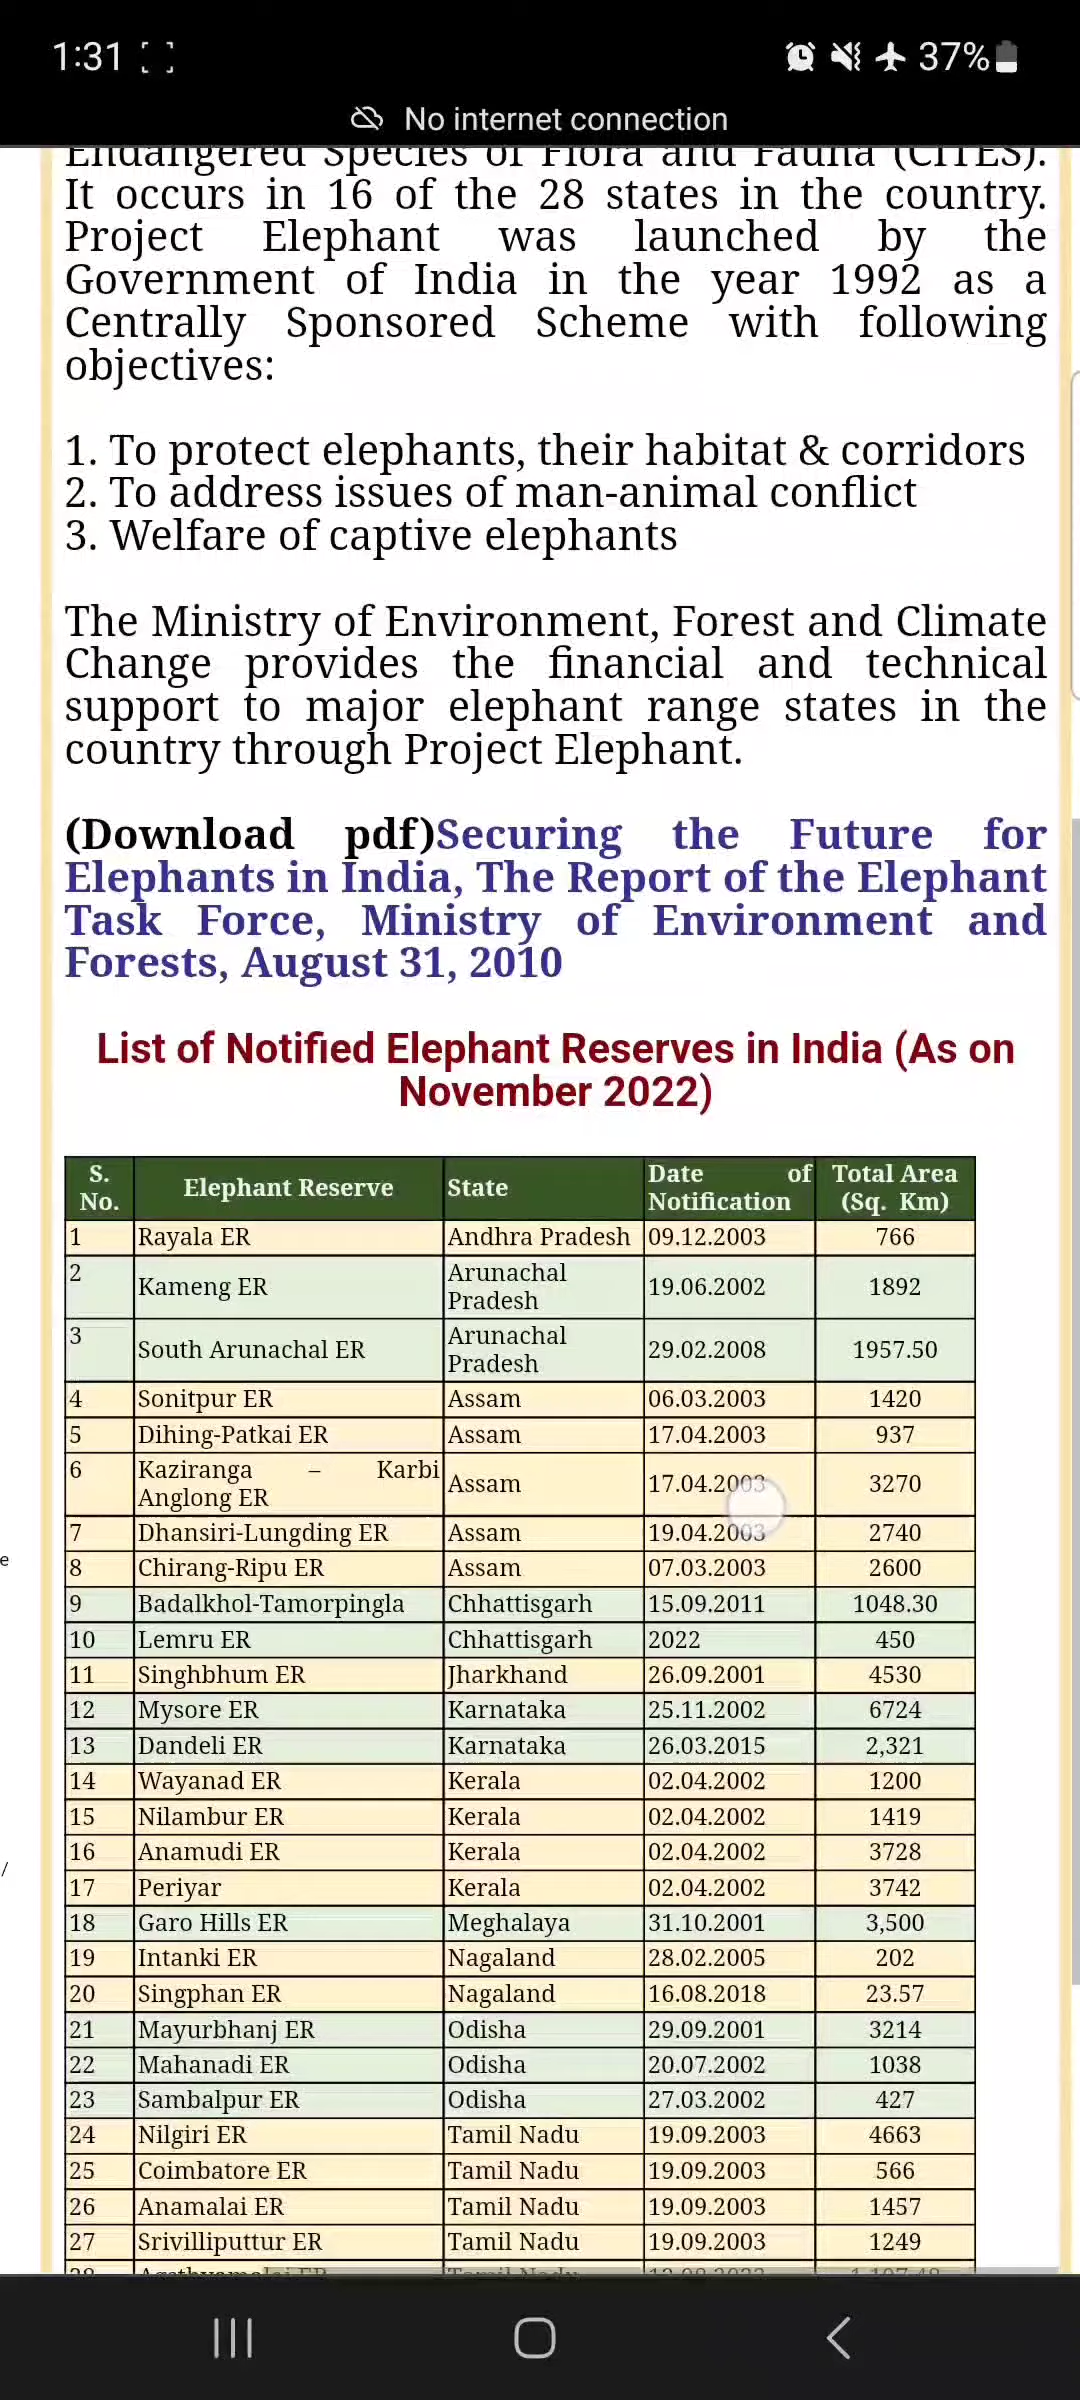 1:31
37%
No internet connection
Endangered Species of Flora and Fauna (CITES).
It occurs in 16 of the 28 states in the country.
Project Elephant was launched by the
Government of India in the year 1992 as a
Centrally Sponsored Scheme with following
objectives:
1. To protect elephants, their habitat & corridors
2. To address issues of man-animal conflict
3. Welfare of captive elephants
The Ministry of Environment, Forest and Climate
Change provides the financial and technical
support to major elephant range states in the
country through Project Elephant.
(Download pdf)Securing the Future for
Elephants in India, The Report of the Elephant
Task Force, Ministry of Environment and
Forests, August 31, 2010
List of Notified Elephant Reserves in India (As on
November 2022)
S. No. Elephant Reserve State Date of Notification Total Area (Sq. Km)
1 Rayala ER Andhra Pradesh 09.12.2003 766
2 Kameng ER Arunachal Pradesh 19.06.2002 1892
3 South Arunachal ER Arunachal Pradesh 29.02.2008 1957.50
4 Sonitpur ER Assam 06.03.2003 1420
5 Dihing-Patkai ER Assam 17.04.2003 937
6 Kaziranga – Karbi Anglong ER Assam 17.04.2003 3270
7 Dhansiri-Lungding ER Assam 19.04.2003 2740
e
8 Chirang-Ripu ER Assam 07.03.2003 2600
9 Badalkhol-Tamorpingla Chhattisgarh 15.09.2011 1048.30
10 Lemru ER Chhattisgarh 2022 450
11 Singhbhum ER Jharkhand 26.09.2001 4530
12 Mysore ER Karnataka 25.11.2002 6724
13 Dandeli ER Karnataka 26.03.2015 2,321
14 Wayanad ER Kerala 02.04.2002 1200
15 Nilambur ER Kerala 02.04.2002 1419
16 Anamudi ER Kerala 02.04.2002 3728
/
17 Periyar Kerala 02.04.2002 3742
18 Garo Hills ER Meghalaya 31.10.2001 3,500
19 Intanki ER Nagaland 28.02.2005 202
20 Singphan ER Nagaland 16.08.2018 23.57
21 Mayurbhanj ER Odisha 29.09.2001 3214
22 Mahanadi ER Odisha 20.07.2002 1038
23 Sambalpur ER Odisha 27.03.2002 427
24 Nilgiri ER Tamil Nadu 19.09.2003 4663
25 Coimbatore ER Tamil Nadu 19.09.2003 566
26 Anamalai ER Tamil Nadu 19.09.2003 1457
27 Srivilliputtur ER Tamil Nadu 19.09.2003 1249